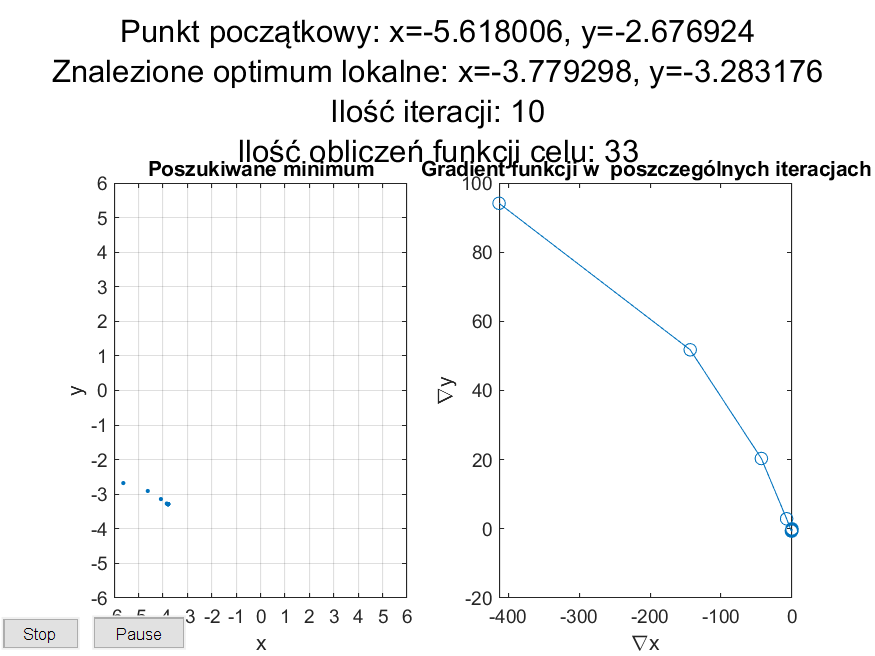 Punkt początkowy: x=-5.618006, y=-2.676924
Znalezione optimum lokalne: x=-3.779298, y=-3.283176
Ilość iteracji: 10
Ilość obliczeń funkcji celu: 33
Poszukiwane minimum
6
5
4
3
2
1
0
-1
-2
-3
-4
-5
-6
y
-6 -5 -4 -3 -2 -1 0 1 2 3 4 5 6
x
Gradient funkcji w poszczególnych iteracjach
100
80
60
40
20
0
-20
∇y
-400 -300 -200 -100 0
∇x
Stop
Pause